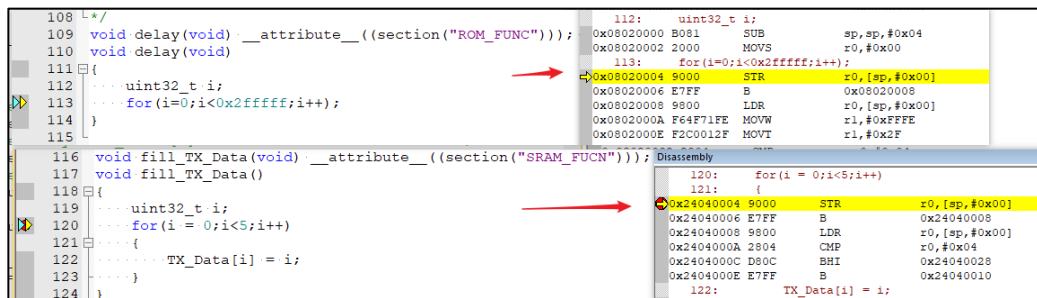 108 */
109 void delay(void) __attribute__((section("ROM_FUNC")));
110 void delay(void)
111 {
112 uint32_t i;
113 for(i=0;i<0x2fffff;i++);
114 }
115
112: uint32_t i;
0x08020000 B081 SUB sp,sp,#0x04
0x08020002 2000 MOVS r0,#0x00
113: for(i=0;i<0x2fffff;i++);
0x08020004 9000 STR r0,[sp,#0x00]
0x08020006 E7FF B 0x08020008
0x08020008 9800 LDR r0,[sp,#0x00]
0x0802000A F64F71FE MOVW r1,#0xFFFE
0x0802000E F2C0012F MOVT r1,#0x2F
116 void fill_TX_Data(void) __attribute__((section("SRAM_FUCN")));
117 void fill_TX_Data()
118 {
119 uint32_t i;
120 for(i = 0;i<5;i++)
121 {
122 TX_Data[i] = i;
123 }
124 }
Disassembly
120: for(i = 0;i<5;i++)
121: {
0x24040004 9000 STR r0,[sp,#0x00]
0x24040006 E7FF B 0x24040008
0x24040008 9800 LDR r0,[sp,#0x00]
0x2404000A 2804 CMP r0,#0x04
0x2404000C D80C BHI 0x24040028
0x2404000E E7FF B 0x24040010
122: TX_Data[i] = i;